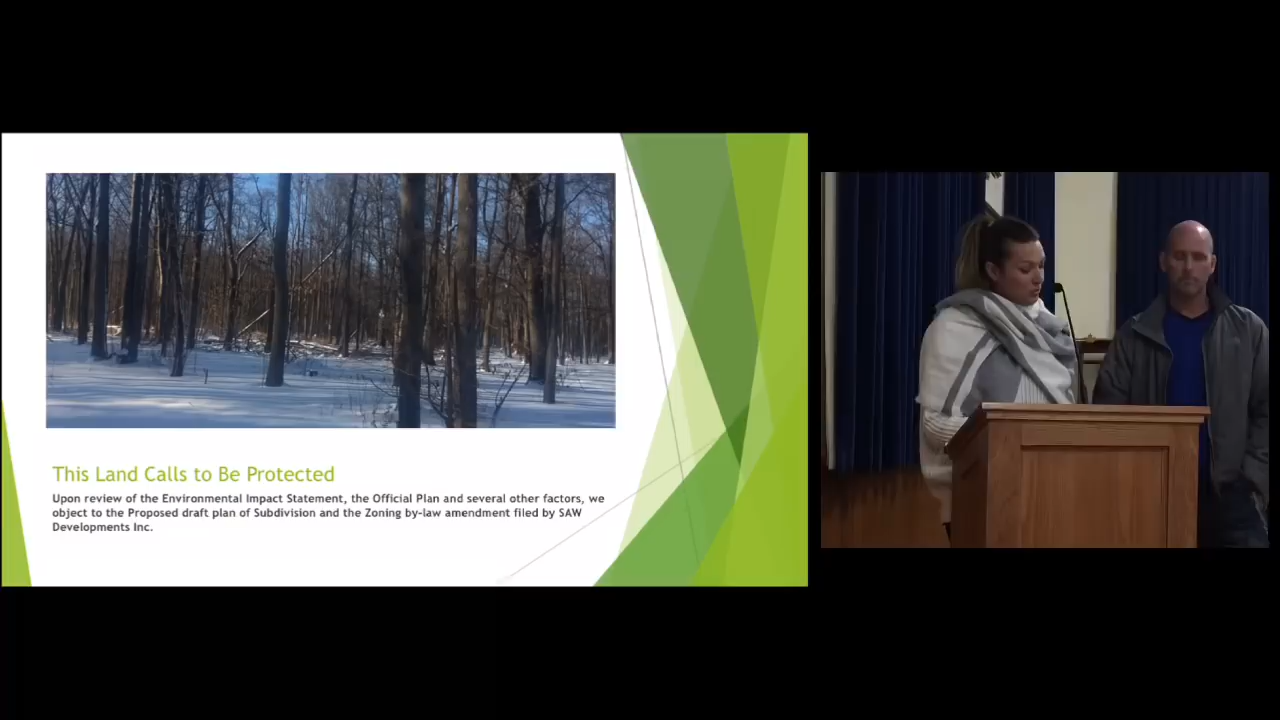 This Land Calls to Be Protected
Upon review of the Environmental Impact Statement, the Official Plan and several other factors, we
object to the Proposed draft plan of Subdivision and the Zoning by-law amendment filed by SAW
Developments Inc.